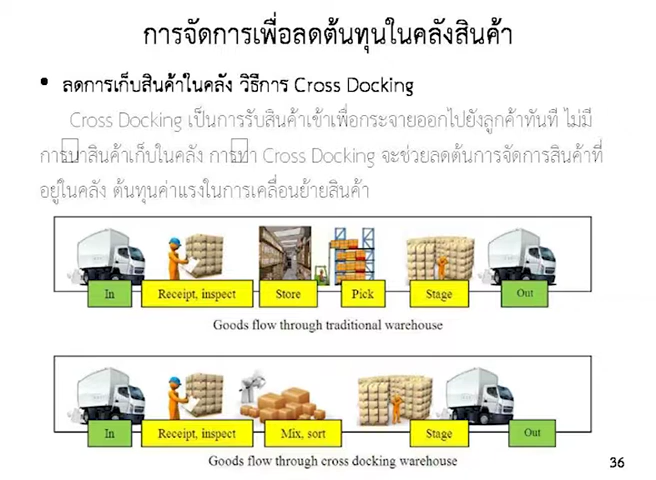 การจัดการเพื่อลดต้นทุนในคลังสินค้า
• ลดการเก็บสินค้าในคลัง วิธีการ Cross Docking
Cross Docking เป็นการรับสินค้าเข้าเพื่อกระจายออกไปยังลูกค้าทันที ไม่มี
การนำสินค้าเก็บในคลัง การทำ Cross Docking จะช่วยลดต้นการจัดการสินค้าที่
อยู่ในคลัง ต้นทุนค่าแรงในการเคลื่อนย้ายสินค้า
In Receipt, inspect Store Pick Stage Out
Goods flow through traditional warehouse
In Receipt, inspect Mix, sort Stage Out
Goods flow through cross docking warehouse
36